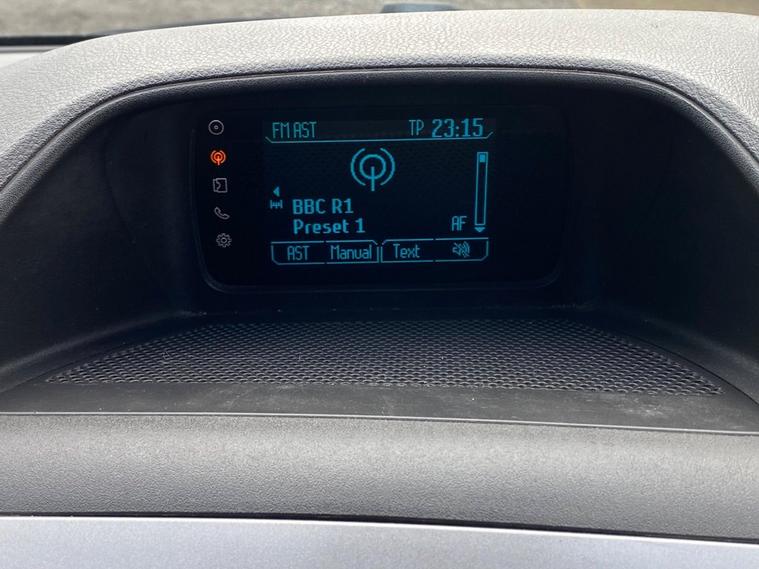 FM AST TP 23:15
BBC R1
Preset 1 AF
AST Manual Text